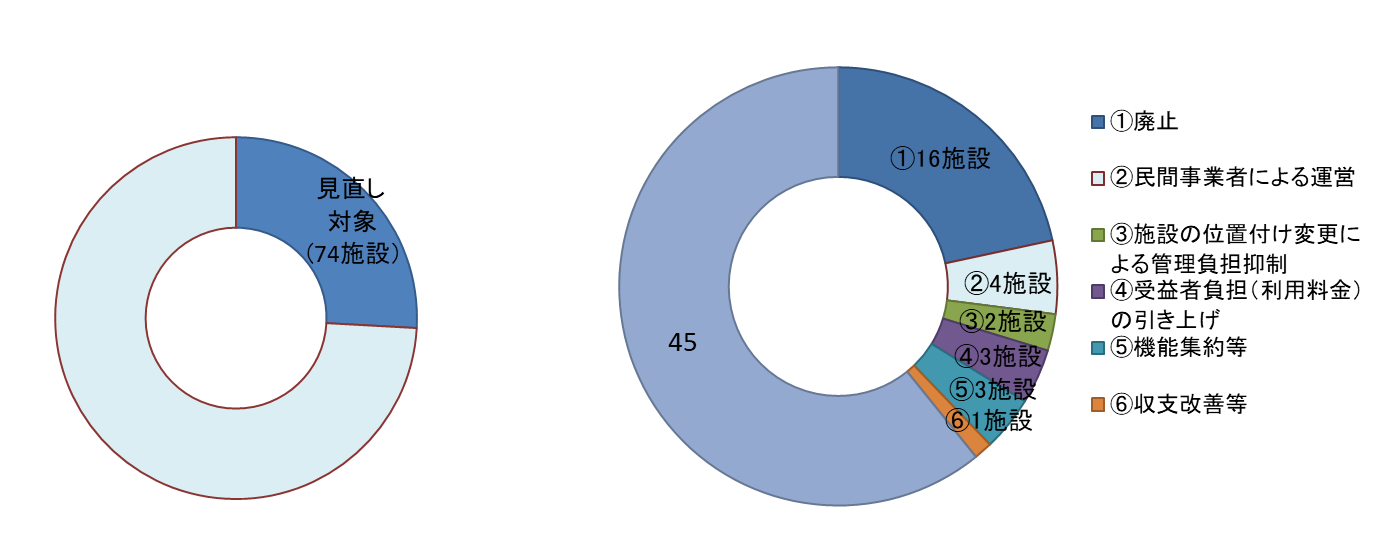 見直し
対象
（74施設）
①16施設
②4施設
③2施設
④3施設
⑤3施設
⑥1施設
45
①廃止
②民間事業者による運営
③施設の位置付け変更に
よる管理負担抑制
④受益者負担（利用料金）
の引き上げ
⑤機能集約等
⑥収支改善等